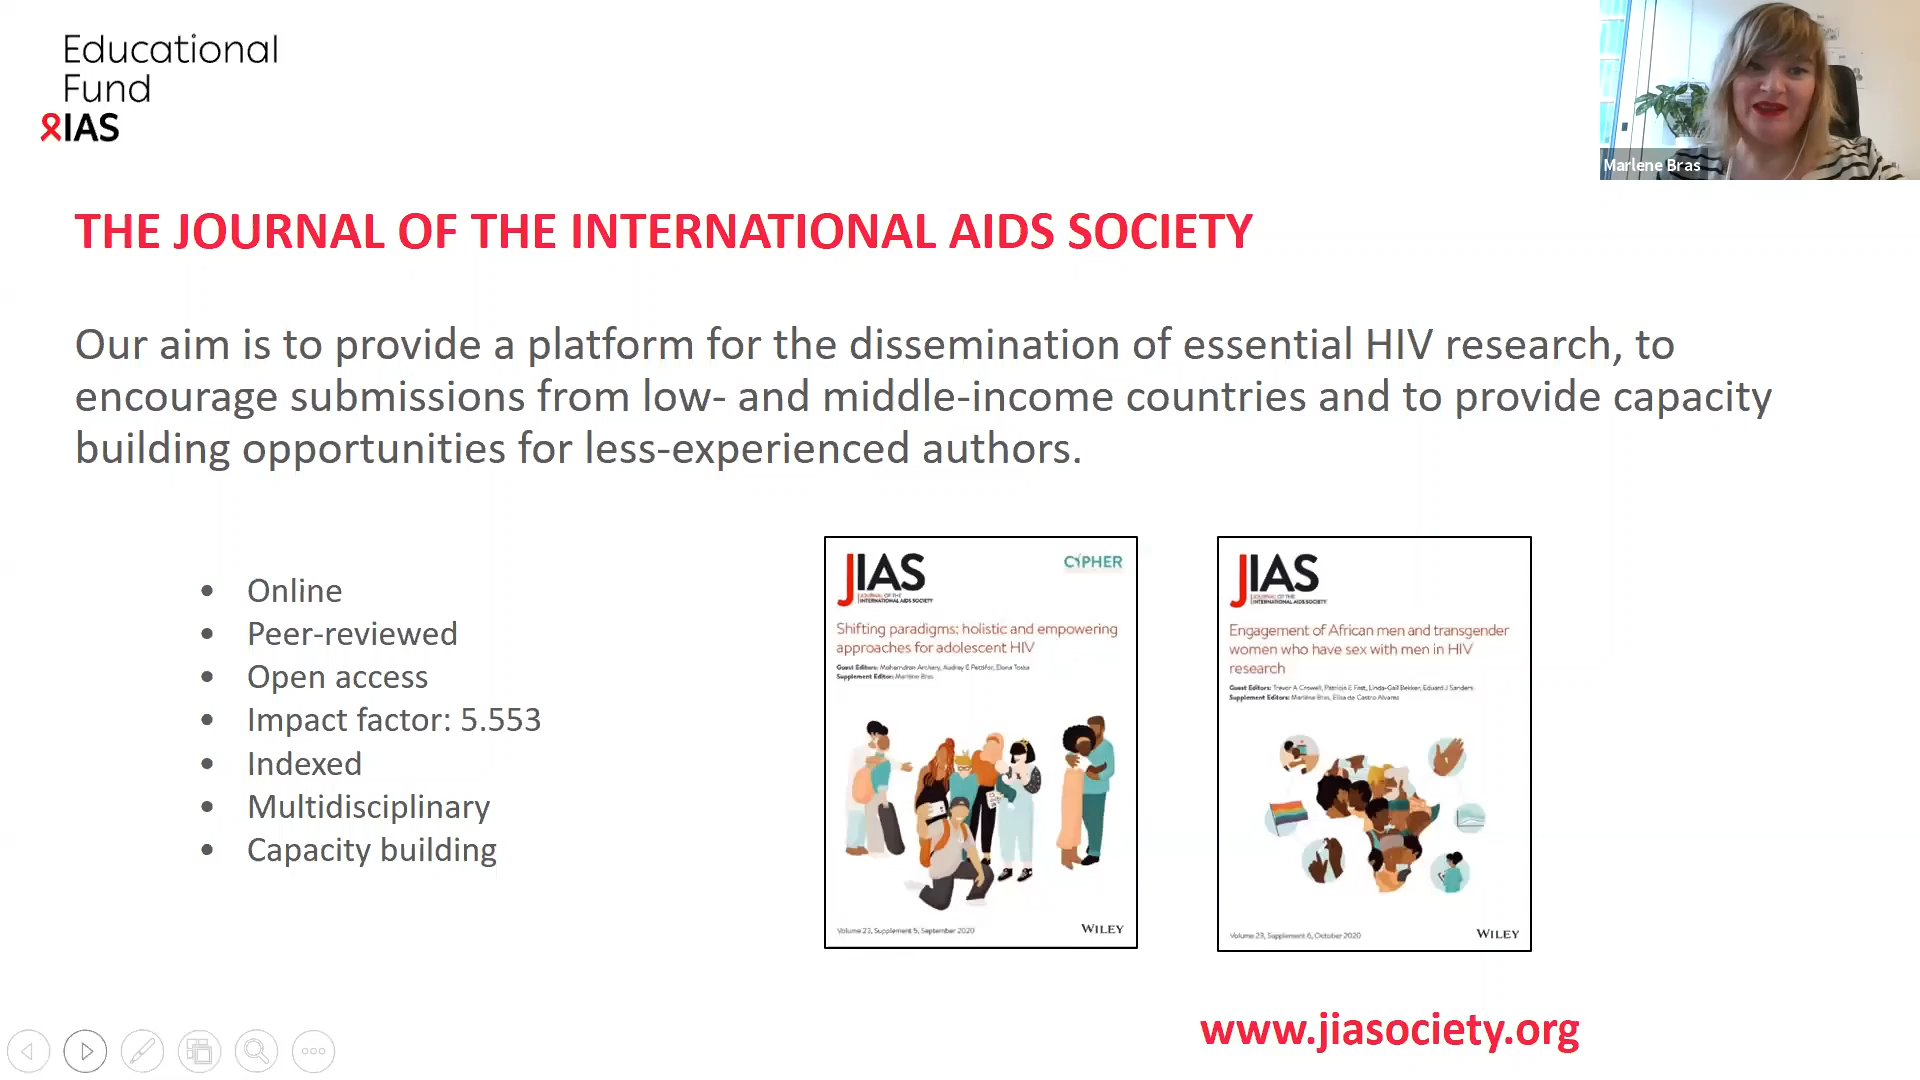 Educational
Fund
IAS
Marlene Bras
THE JOURNAL OF THE INTERNATIONAL AIDS SOCIETY
Our aim is to provide a platform for the dissemination of essential HIV research, to
encourage submissions from low- and middle-income countries and to provide capacity
building opportunities for less-experienced authors.
• Online
• Peer-reviewed
• Open access
• Impact factor: 5.553
• Indexed
• Multidisciplinary
• Capacity building
JIAS
JOURNAL OF THE
INTERNATIONAL AIDS SOCIETY
CIPHER
Shifting paradigms: holistic and empowering
approaches for adolescent HIV
Guest Editors: Moherndran Archary, Audrey E Pettifor, Elona Toska
Supplement Editor: Marlène Bras
Volume 23, Supplement 5, September 2020
WILEY
JIAS
JOURNAL OF THE
INTERNATIONAL AIDS SOCIETY
Engagement of African men and transgender
women who have sex with men in HIV
research
Guest Editors: Trevor A Crowell, Patricia E Fast, Linda-Gail Bekker, Eduard J Sanders
Supplement Editors: Marlène Bras, Elisa de Castro Alvarez
Volume 23, Supplement 6, October 2020
WILEY
www.jiasociety.org